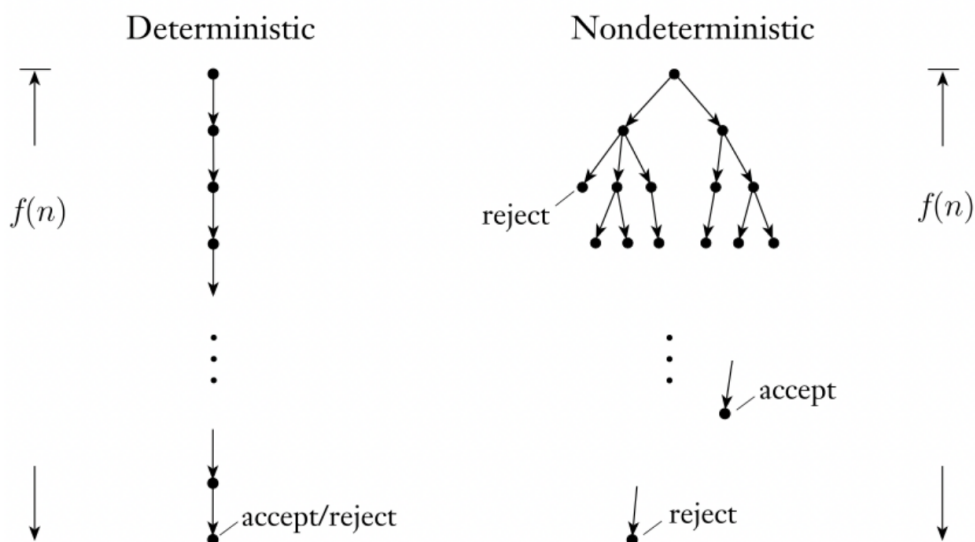 Deterministic
Nondeterministic
f(n)
reject
f(n)
accept
accept/reject
reject